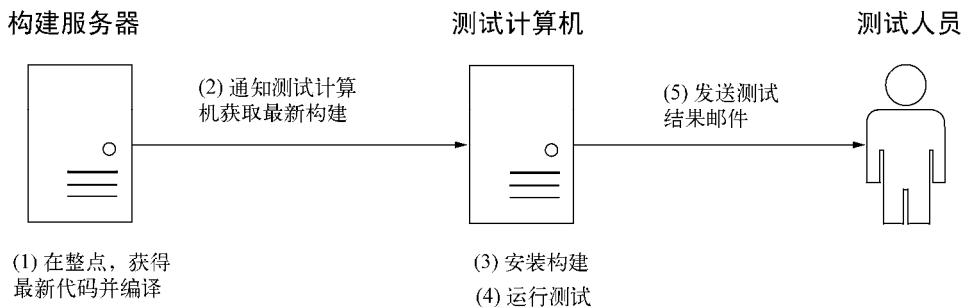 构建服务器
测试计算机
测试人员
(2) 通知测试计算
机获取最新构建
(5) 发送测试
结果邮件
(1) 在整点，获得
最新代码并编译
(3) 安装构建
(4) 运行测试